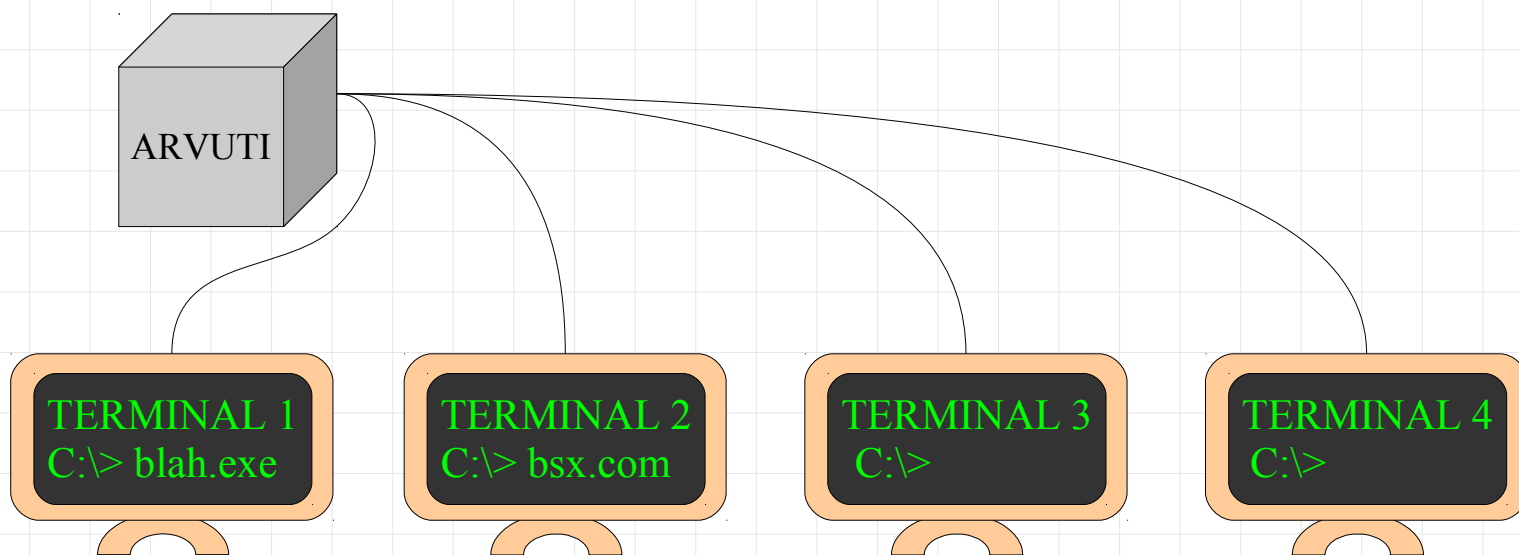 ARVUTI
TERMINAL 1
C:\> blah.exe
TERMINAL 2
C:\> bsx.com
TERMINAL 3
C:\>
TERMINAL 4
C:\>